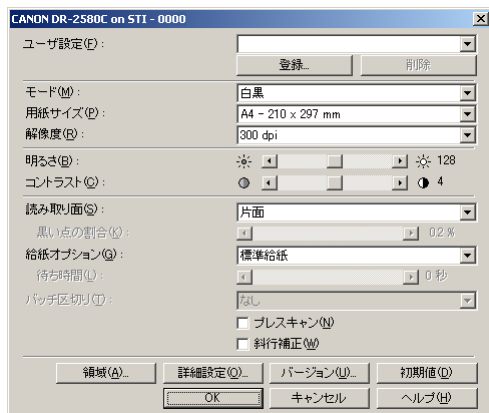 CANON DR-2580C on STI - 0000
ユーザ設定(F):
登録... 削除
モード(M): 白黒
用紙サイズ(P): A4 - 210 x 297 mm
解像度(R): 300 dpi
明るさ(B): 128
コントラスト(C): 4
読み取り面(S): 片面
黒い点の割合(K): 0.2 %
給紙オプション(G): 標準給紙
待ち時間(L): 0 秒
バッチ区切り(T): なし
プレスキャン(N)
斜行補正(W)
領域(A)... 詳細設定(O)... バージョン(U)... 初期値(D)
OK キャンセル ヘルプ(H)